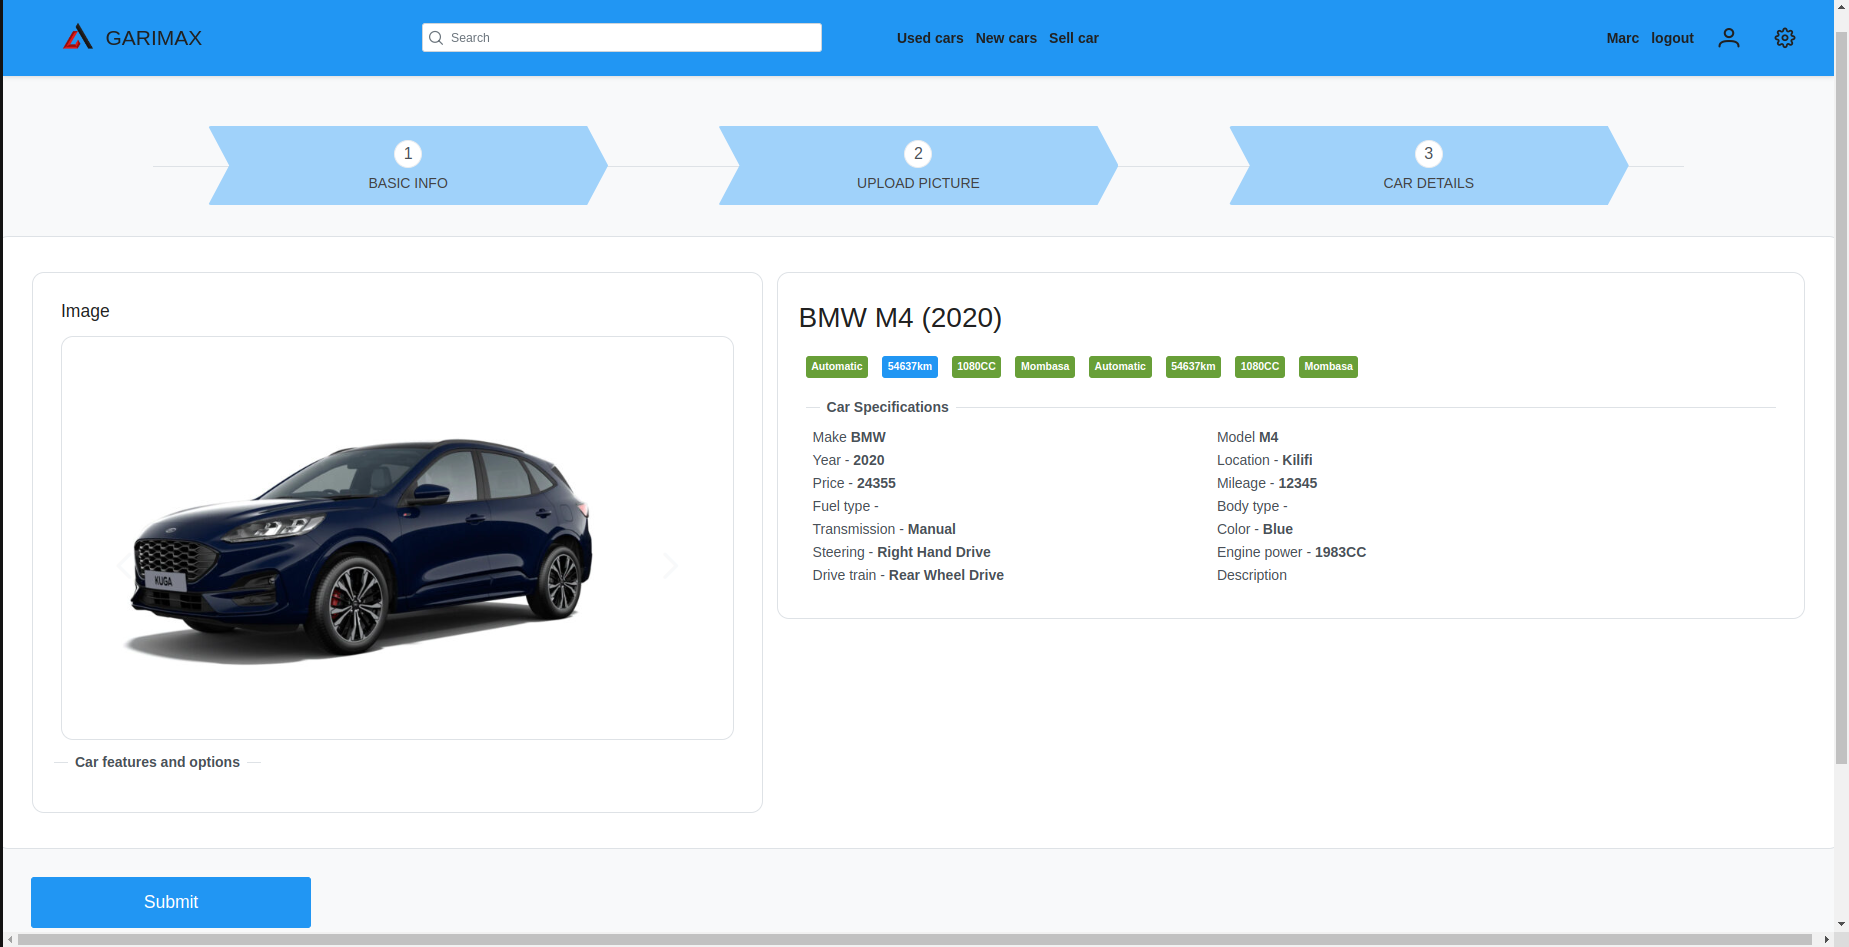 GARIMAX
Search
Used cars New cars Sell car
Marc logout
1
BASIC INFO
2
UPLOAD PICTURE
3
CAR DETAILS
Image
KUGA
Car features and options
BMW M4 (2020)
Automatic 54637km 1080CC Mombasa Automatic 54637km 1080CC Mombasa
Car Specifications
Make BMW
Model M4
Year - 2020
Location - Kilifi
Price - 24355
Mileage - 12345
Fuel type -
Body type -
Transmission - Manual
Color - Blue
Steering - Right Hand Drive
Engine power - 1983CC
Drive train - Rear Wheel Drive
Description
Submit